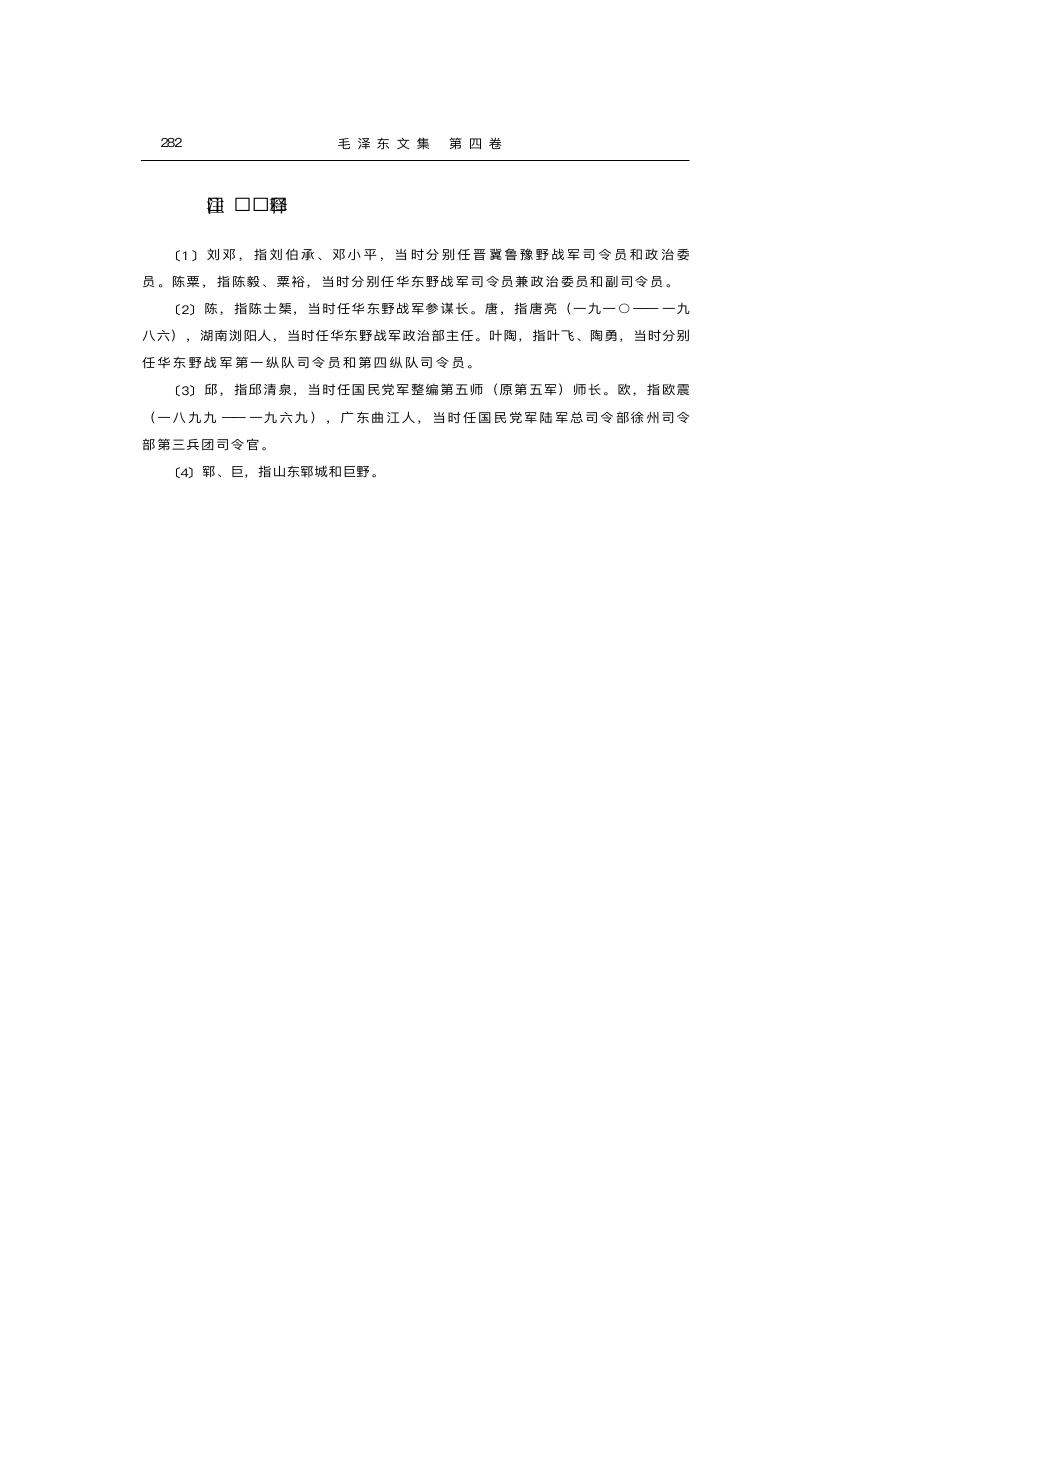 282 毛泽东文集 第四卷
注 □□释
〔1〕刘邓，指刘伯承、邓小平，当时分别任晋冀鲁豫野战军司令员和政治委
员。陈粟，指陈毅、粟裕，当时分别任华东野战军司令员兼政治委员和副司令员。
〔2〕陈，指陈士榘，当时任华东野战军参谋长。唐，指唐亮（一九一〇——一九
八六），湖南浏阳人，当时任华东野战军政治部主任。叶陶，指叶飞、陶勇，当时分别
任华东野战军第一纵队司令员和第四纵队司令员。
〔3〕邱，指邱清泉，当时任国民党军整编第五师（原第五军）师长。欧，指欧震
（一八九九——一九六九），广东曲江人，当时任国民党军陆军总司令部徐州司令
部第三兵团司令官。
〔4〕郓、巨，指山东郓城和巨野。